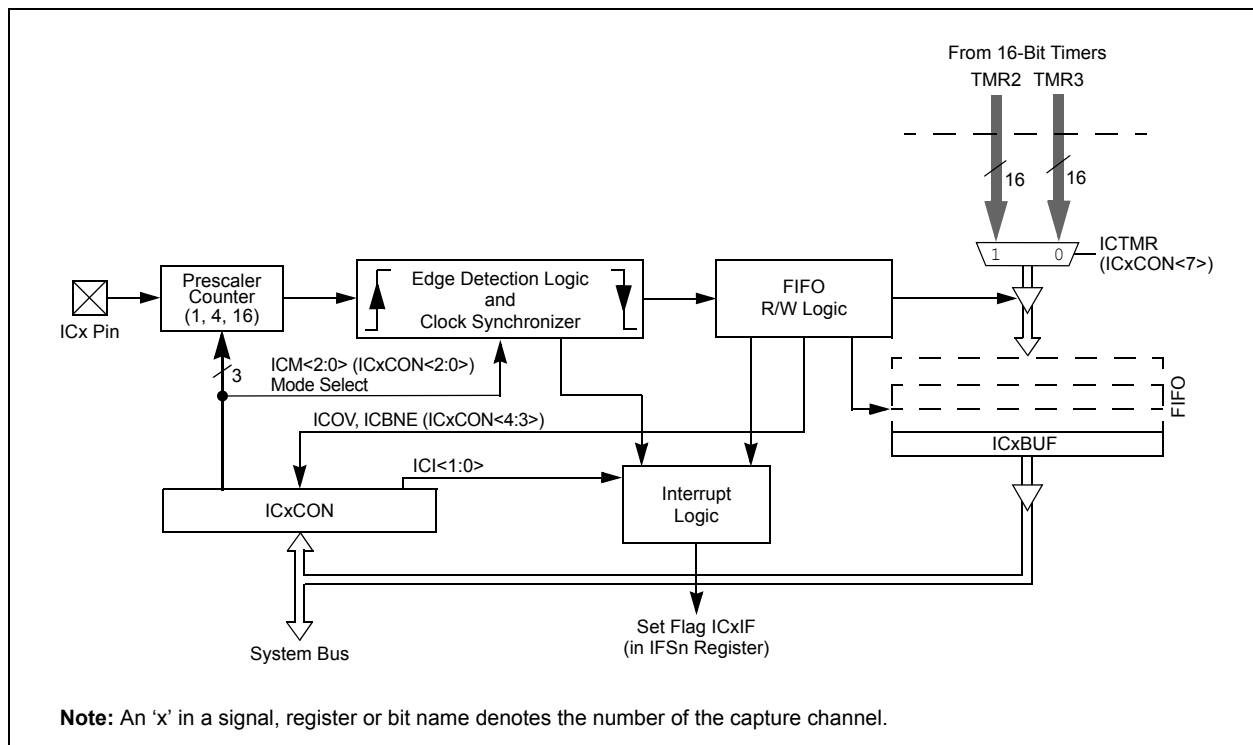 From 16-Bit Timers
TMR2 TMR3
16 16
1 0
ICTMR
(ICxCON<7>)
Prescaler
Counter
(1, 4, 16)
Edge Detection Logic
and
Clock Synchronizer
FIFO
R/W Logic
ICx Pin
3
ICM<2:0> (ICxCON<2:0>)
Mode Select
FIFO
ICOV, ICBNE (ICxCON<4:3>)
ICxBUF
ICI<1:0>
Interrupt
Logic
ICxCON
Set Flag ICxIF
(in IFSn Register)
System Bus
Note: An ‘x’ in a signal, register or bit name denotes the number of the capture channel.